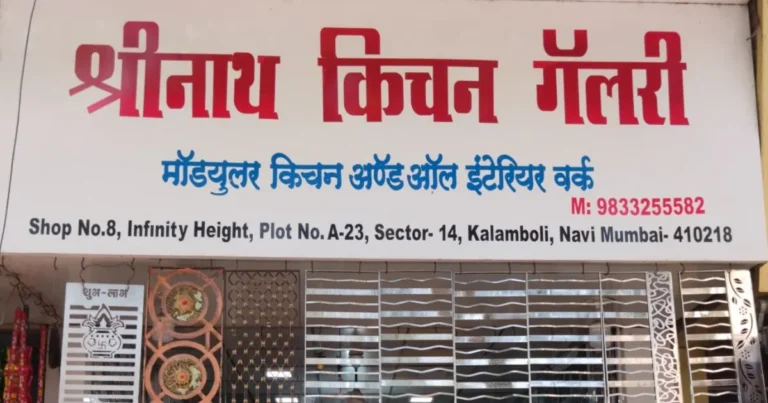 श्रीनाथ किचन गॅलरी
मॉडयुलर किचन अॅण्ड ऑल इंटेरियर वर्क
M: 9833255582
Shop No.8, Infinity Height, Plot No. A-23, Sector- 14, Kalamboli, Navi Mumbai- 410218
शुभ-लाभ